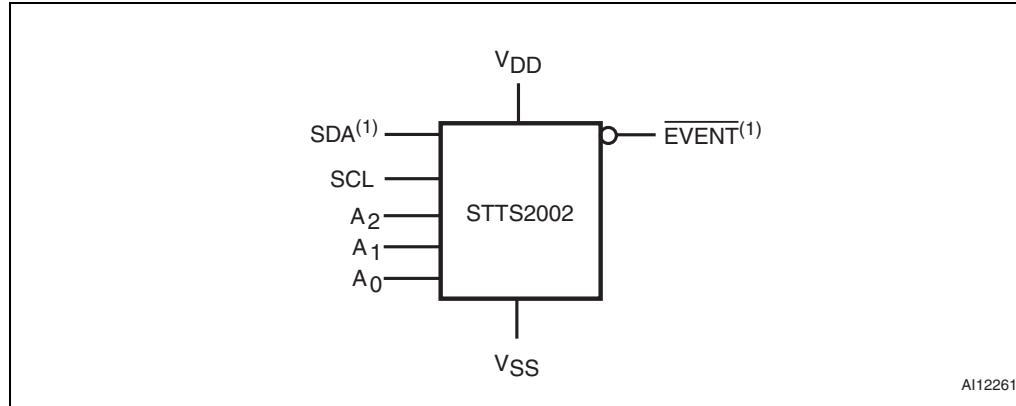 VDD
SDA(1)
EVENT(1)
SCL
A2
STTS2002
A1
A0
VSS
AI12261